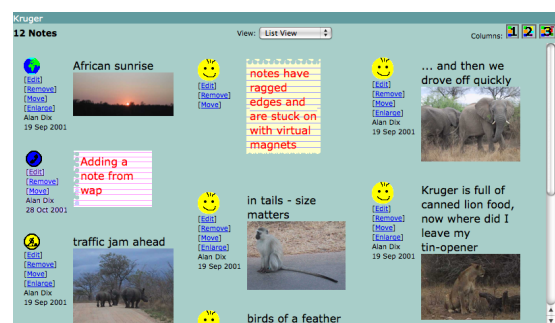 Kruger
12 Notes
View: List View
Columns: 1 2 3
[Edit]
[Remove]
[Move]
[Enlarge]
Alan Dix
19 Sep 2001
African sunrise
[Edit]
[Remove]
[Move]
Alan Dix
28 Oct 2001
Adding a
note from
wap
[Edit]
[Remove]
[Move]
[Enlarge]
Alan Dix
19 Sep 2001
traffic jam ahead
[Edit]
[Remove]
[Move]
notes have
ragged
edges and
are stuck on
with virtual
magnets
[Edit]
[Remove]
[Move]
[Enlarge]
Alan Dix
19 Sep 2001
in tails - size
matters
birds of a feather
[Edit]
[Remove]
[Move]
[Enlarge]
Alan Dix
19 Sep 2001
... and then we
drove off quickly
[Edit]
[Remove]
[Move]
[Enlarge]
Alan Dix
19 Sep 2001
Kruger is full of
canned lion food,
now where did I
leave my
tin-opener